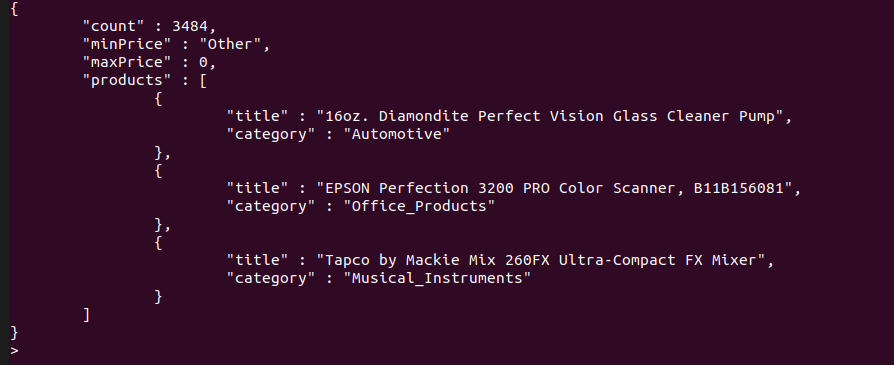 {
"count" : 3484,
"minPrice" : "Other",
"maxPrice" : 0,
"products" : [
{
"title" : "16oz. Diamondite Perfect Vision Glass Cleaner Pump",
"category" : "Automotive"
},
{
"title" : "EPSON Perfection 3200 PRO Color Scanner, B11B156081",
"category" : "Office_Products"
},
{
"title" : "Tapco by Mackie Mix 260FX Ultra-Compact FX Mixer",
"category" : "Musical_Instruments"
}
]
}
>